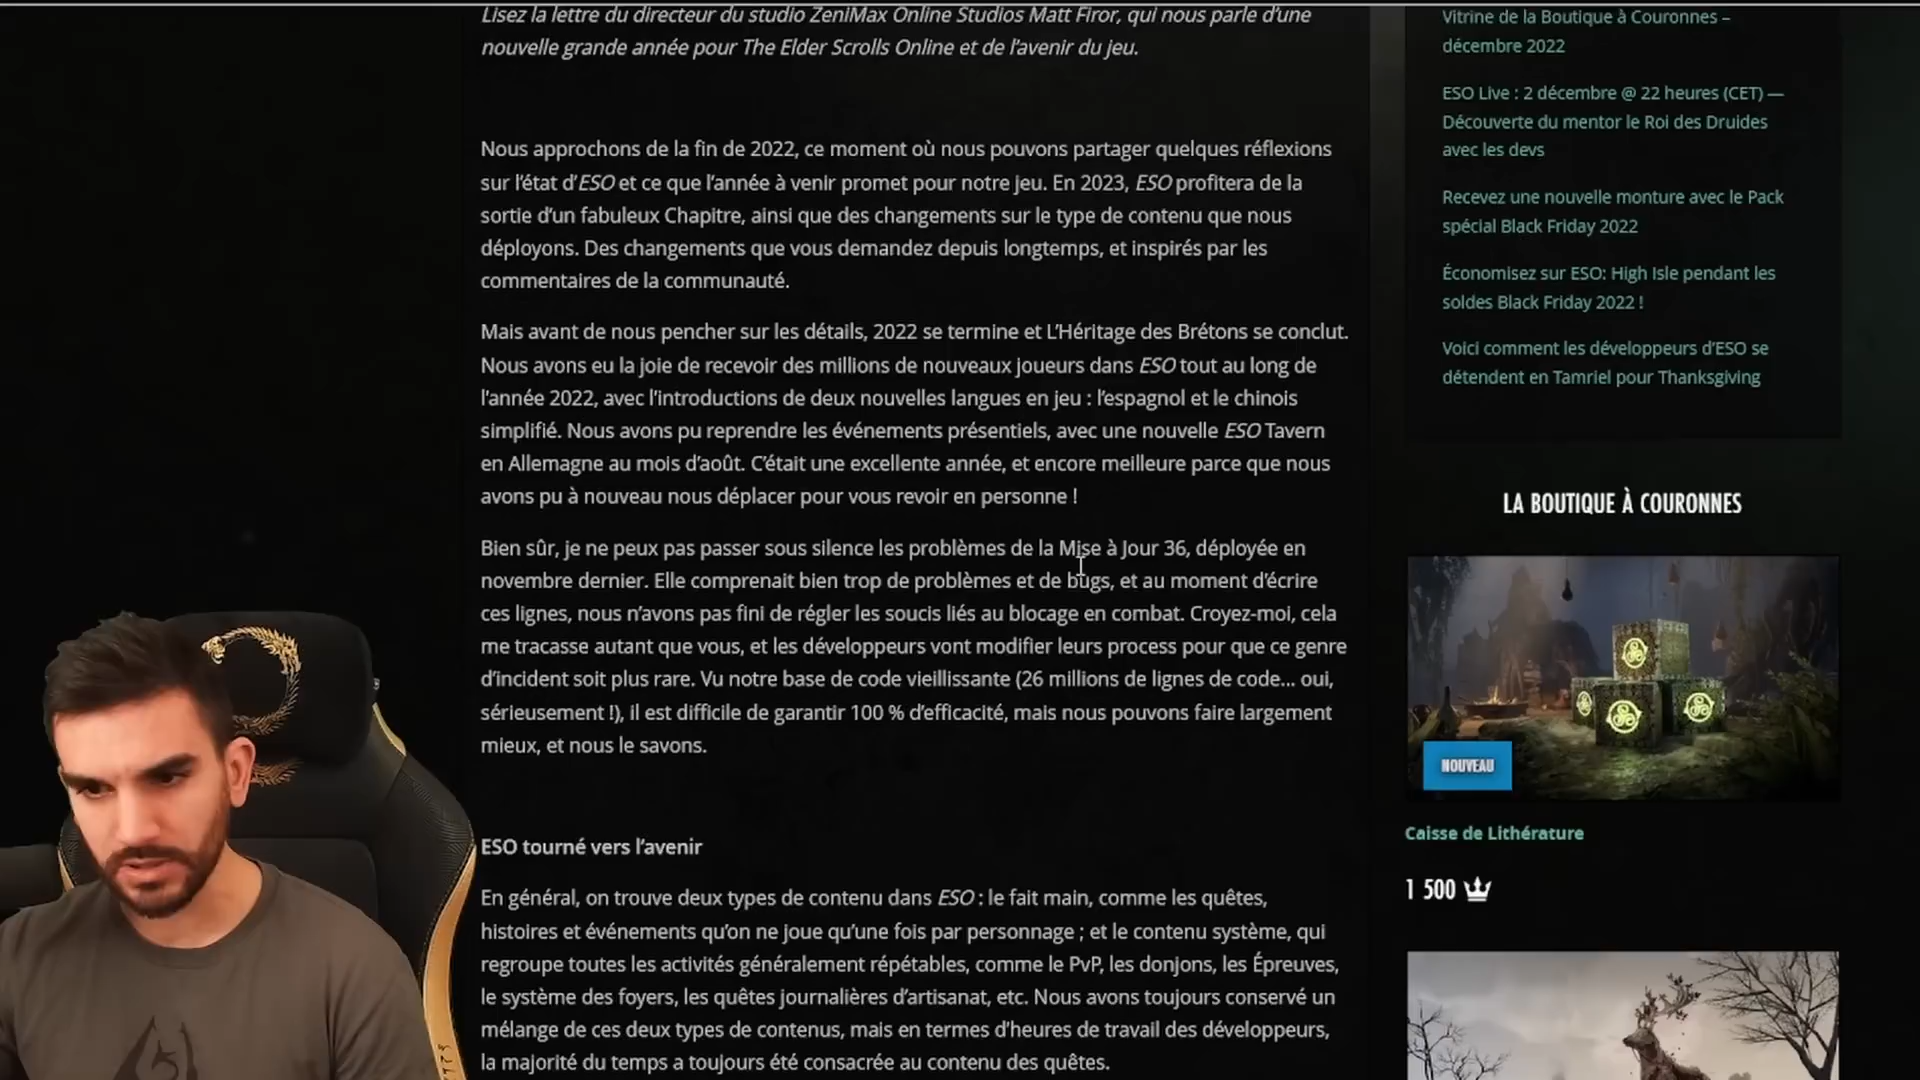 Lisez la lettre du directeur du studio ZeniMax Online Studios Matt Firor, qui nous parle d'une
nouvelle grande année pour The Elder Scrolls Online et de l'avenir du jeu.
Nous approchons de la fin de 2022, ce moment où nous pouvons partager quelques réflexions
sur l'état d'ESO et ce que l'année à venir promet pour notre jeu. En 2023, ESO profitera de la
sortie d'un fabuleux Chapitre, ainsi que des changements sur le type de contenu que nous
déployons. Des changements que vous demandez depuis longtemps, et inspirés par les
commentaires de la communauté.
Mais avant de nous pencher sur les détails, 2022 se termine et L'Héritage des Brétons se conclut.
Nous avons eu la joie de recevoir des millions de nouveaux joueurs dans ESO tout au long de
l'année 2022, avec l'introductions de deux nouvelles langues en jeu : l'espagnol et le chinois
simplifié. Nous avons pu reprendre les événements présentiels, avec une nouvelle ESO Tavern
en Allemagne au mois d'août. C'était une excellente année, et encore meilleure parce que nous
avons pu à nouveau nous déplacer pour vous revoir en personne !
Bien sûr, je ne peux pas passer sous silence les problèmes de la Mise à Jour 36, déployée en
novembre dernier. Elle comprenait bien trop de problèmes et de bugs, et au moment d'écrire
ces lignes, nous n'avons pas fini de régler les soucis liés au blocage en combat. Croyez-moi, cela
me tracasse autant que vous, et les développeurs vont modifier leurs process pour que ce genre
d'incident soit plus rare. Vu notre base de code vieillissante (26 millions de lignes de code... oui,
sérieusement !), il est difficile de garantir 100 % d'efficacité, mais nous pouvons faire largement
mieux, et nous le savons.
ESO tourné vers l'avenir
En général, on trouve deux types de contenu dans ESO : le fait main, comme les quêtes,
histoires et événements qu'on ne joue qu'une fois par personnage ; et le contenu système, qui
regroupe toutes les activités généralement répétables, comme le PvP, les donjons, les Épreuves,
le système des foyers, les quêtes journalières d'artisanat, etc. Nous avons toujours conservé un
mélange de ces deux types de contenus, mais en termes d'heures de travail des développeurs,
la majorité du temps a toujours été consacrée au contenu des quêtes.
Vitrine de la Boutique à Couronnes –
décembre 2022
ESO Live : 2 décembre @ 22 heures (CET) —
Découverte du mentor le Roi des Druides
avec les devs
Recevez une nouvelle monture avec le Pack
spécial Black Friday 2022
Économisez sur ESO: High Isle pendant les
soldes Black Friday 2022 !
Voici comment les développeurs d'ESO se
détendent en Tamriel pour Thanksgiving
LA BOUTIQUE À COURONNES
NOUVEAU
Caisse de Lithérature
1 500